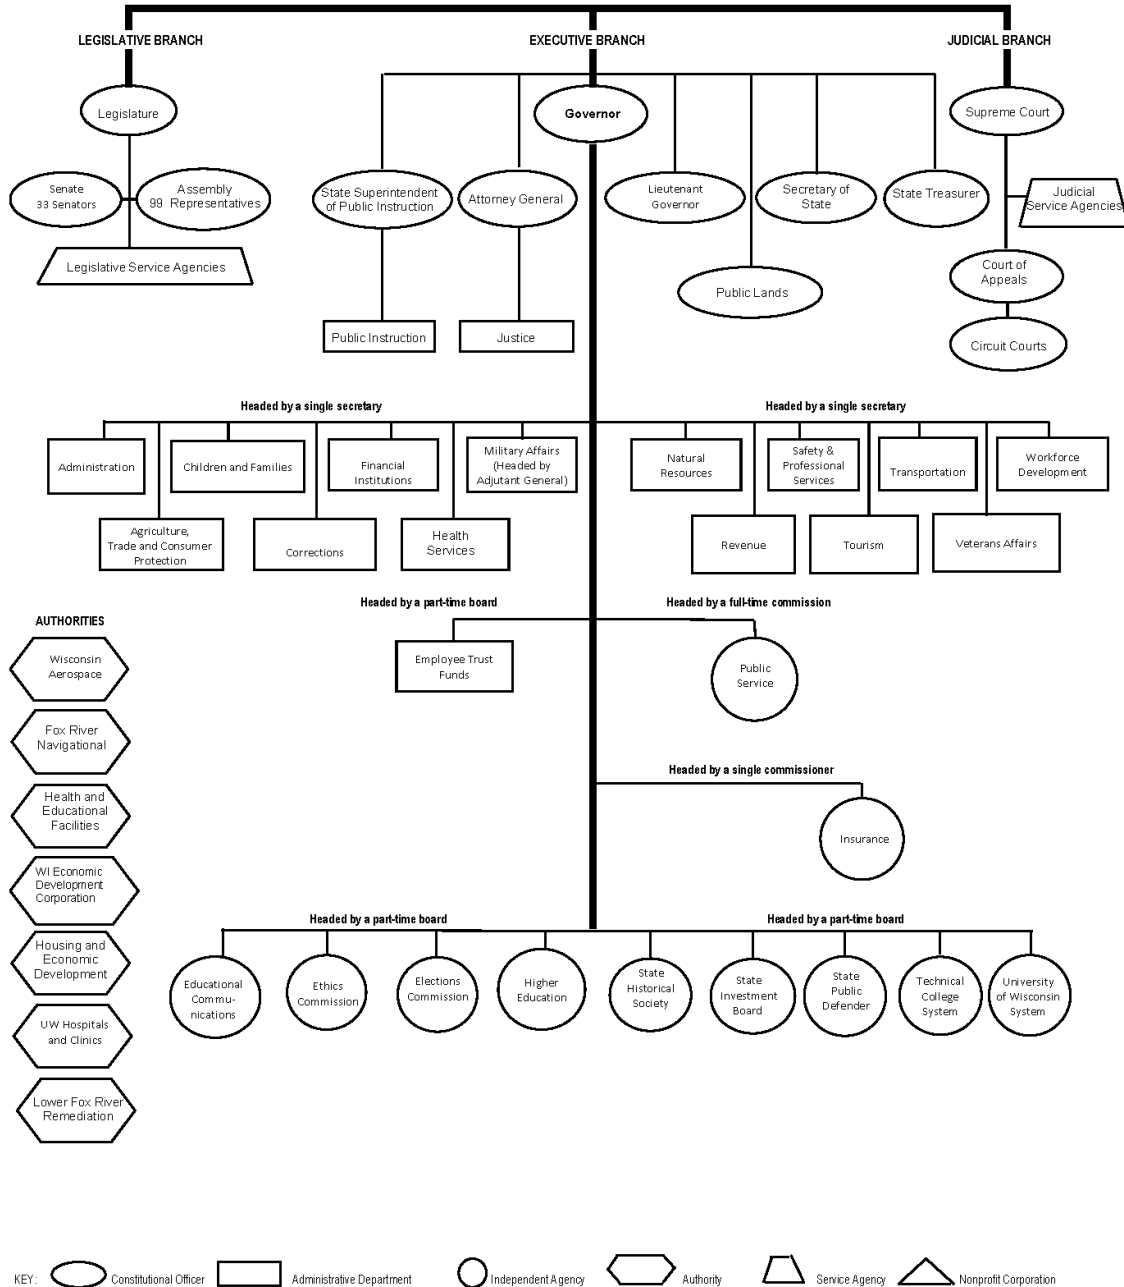 LEGISLATIVE BRANCH
EXECUTIVE BRANCH
JUDICIAL BRANCH
Legislature
Governor
Supreme Court
Senate
33 Senators
Assembly
99 Representatives
State Superintendent
of Public Instruction
Attorney General
Lieutenant
Governor
Secretary of
State
State Treasurer
Judicial
Service Agencies
Legislative Service Agencies
Public Lands
Court of
Appeals
Public Instruction
Justice
Circuit Courts
Headed by a single secretary
Headed by a single secretary
Administration
Children and Families
Financial
Institutions
Military Affairs
(Headed by
Adjutant General)
Natural
Resources
Safety &
Professional
Services
Transportation
Workforce
Development
Agriculture,
Trade and Consumer
Protection
Corrections
Health
Services
Revenue
Tourism
Veterans Affairs
Headed by a part-time board
Headed by a full-time commission
AUTHORITIES
Wisconsin
Aerospace
Employee Trust
Funds
Public
Service
Fox River
Navigational
Headed by a single commissioner
Health and
Educational
Facilities
Insurance
WI Economic
Development
Corporation
Headed by a part-time board
Headed by a part-time board
Housing and
Economic
Development
Educational
Commu-
nications
Ethics
Commission
Elections
Commission
Higher
Education
State
Historical
Society
State
Investment
Board
State
Public
Defender
Technical
College
System
University
of Wisconsin
System
UW Hospitals
and Clinics
Lower Fox River
Remediation
KEY:
Constitutional Officer
Administrative Department
Independent Agency
Authority
Service Agency
Nonprofit Corporation